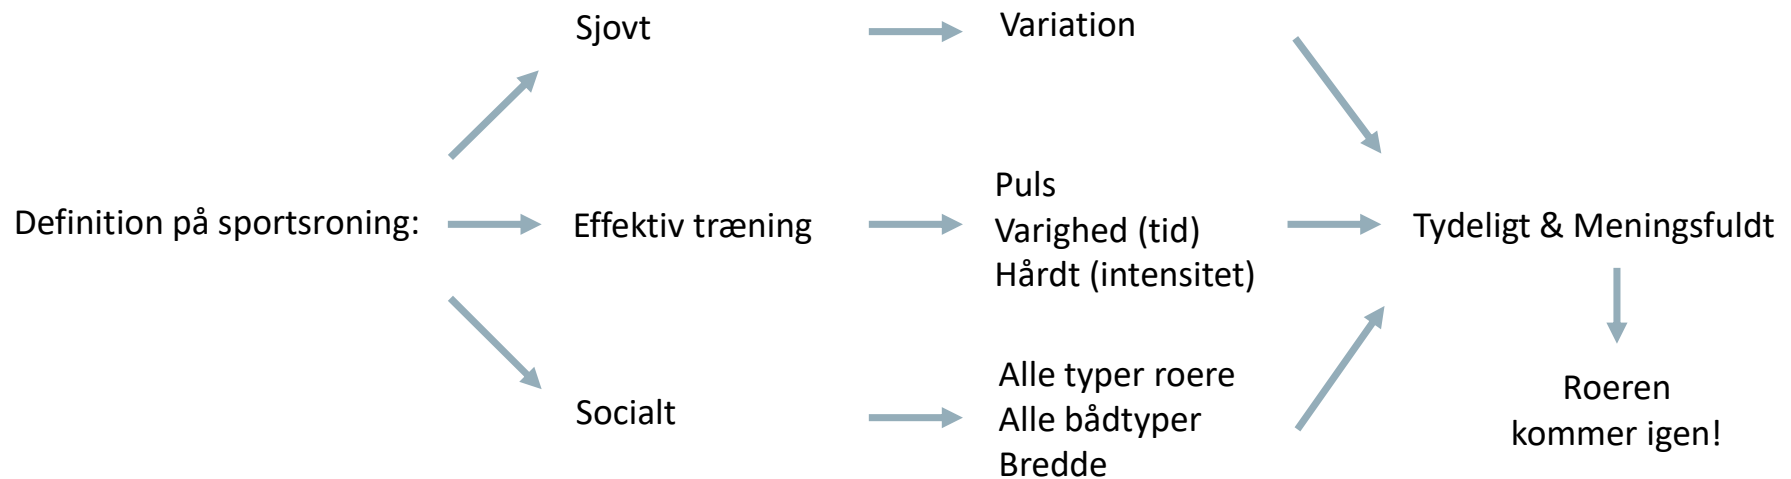 Sjovt
Variation
Definition på sportsroning:
Effektiv træning
Puls
Varighed (tid)
Hårdt (intensitet)
Tydeligt & Meningsfuldt
Socialt
Alle typer roere
Alle bådtyper
Bredde
Roeren
kommer igen!